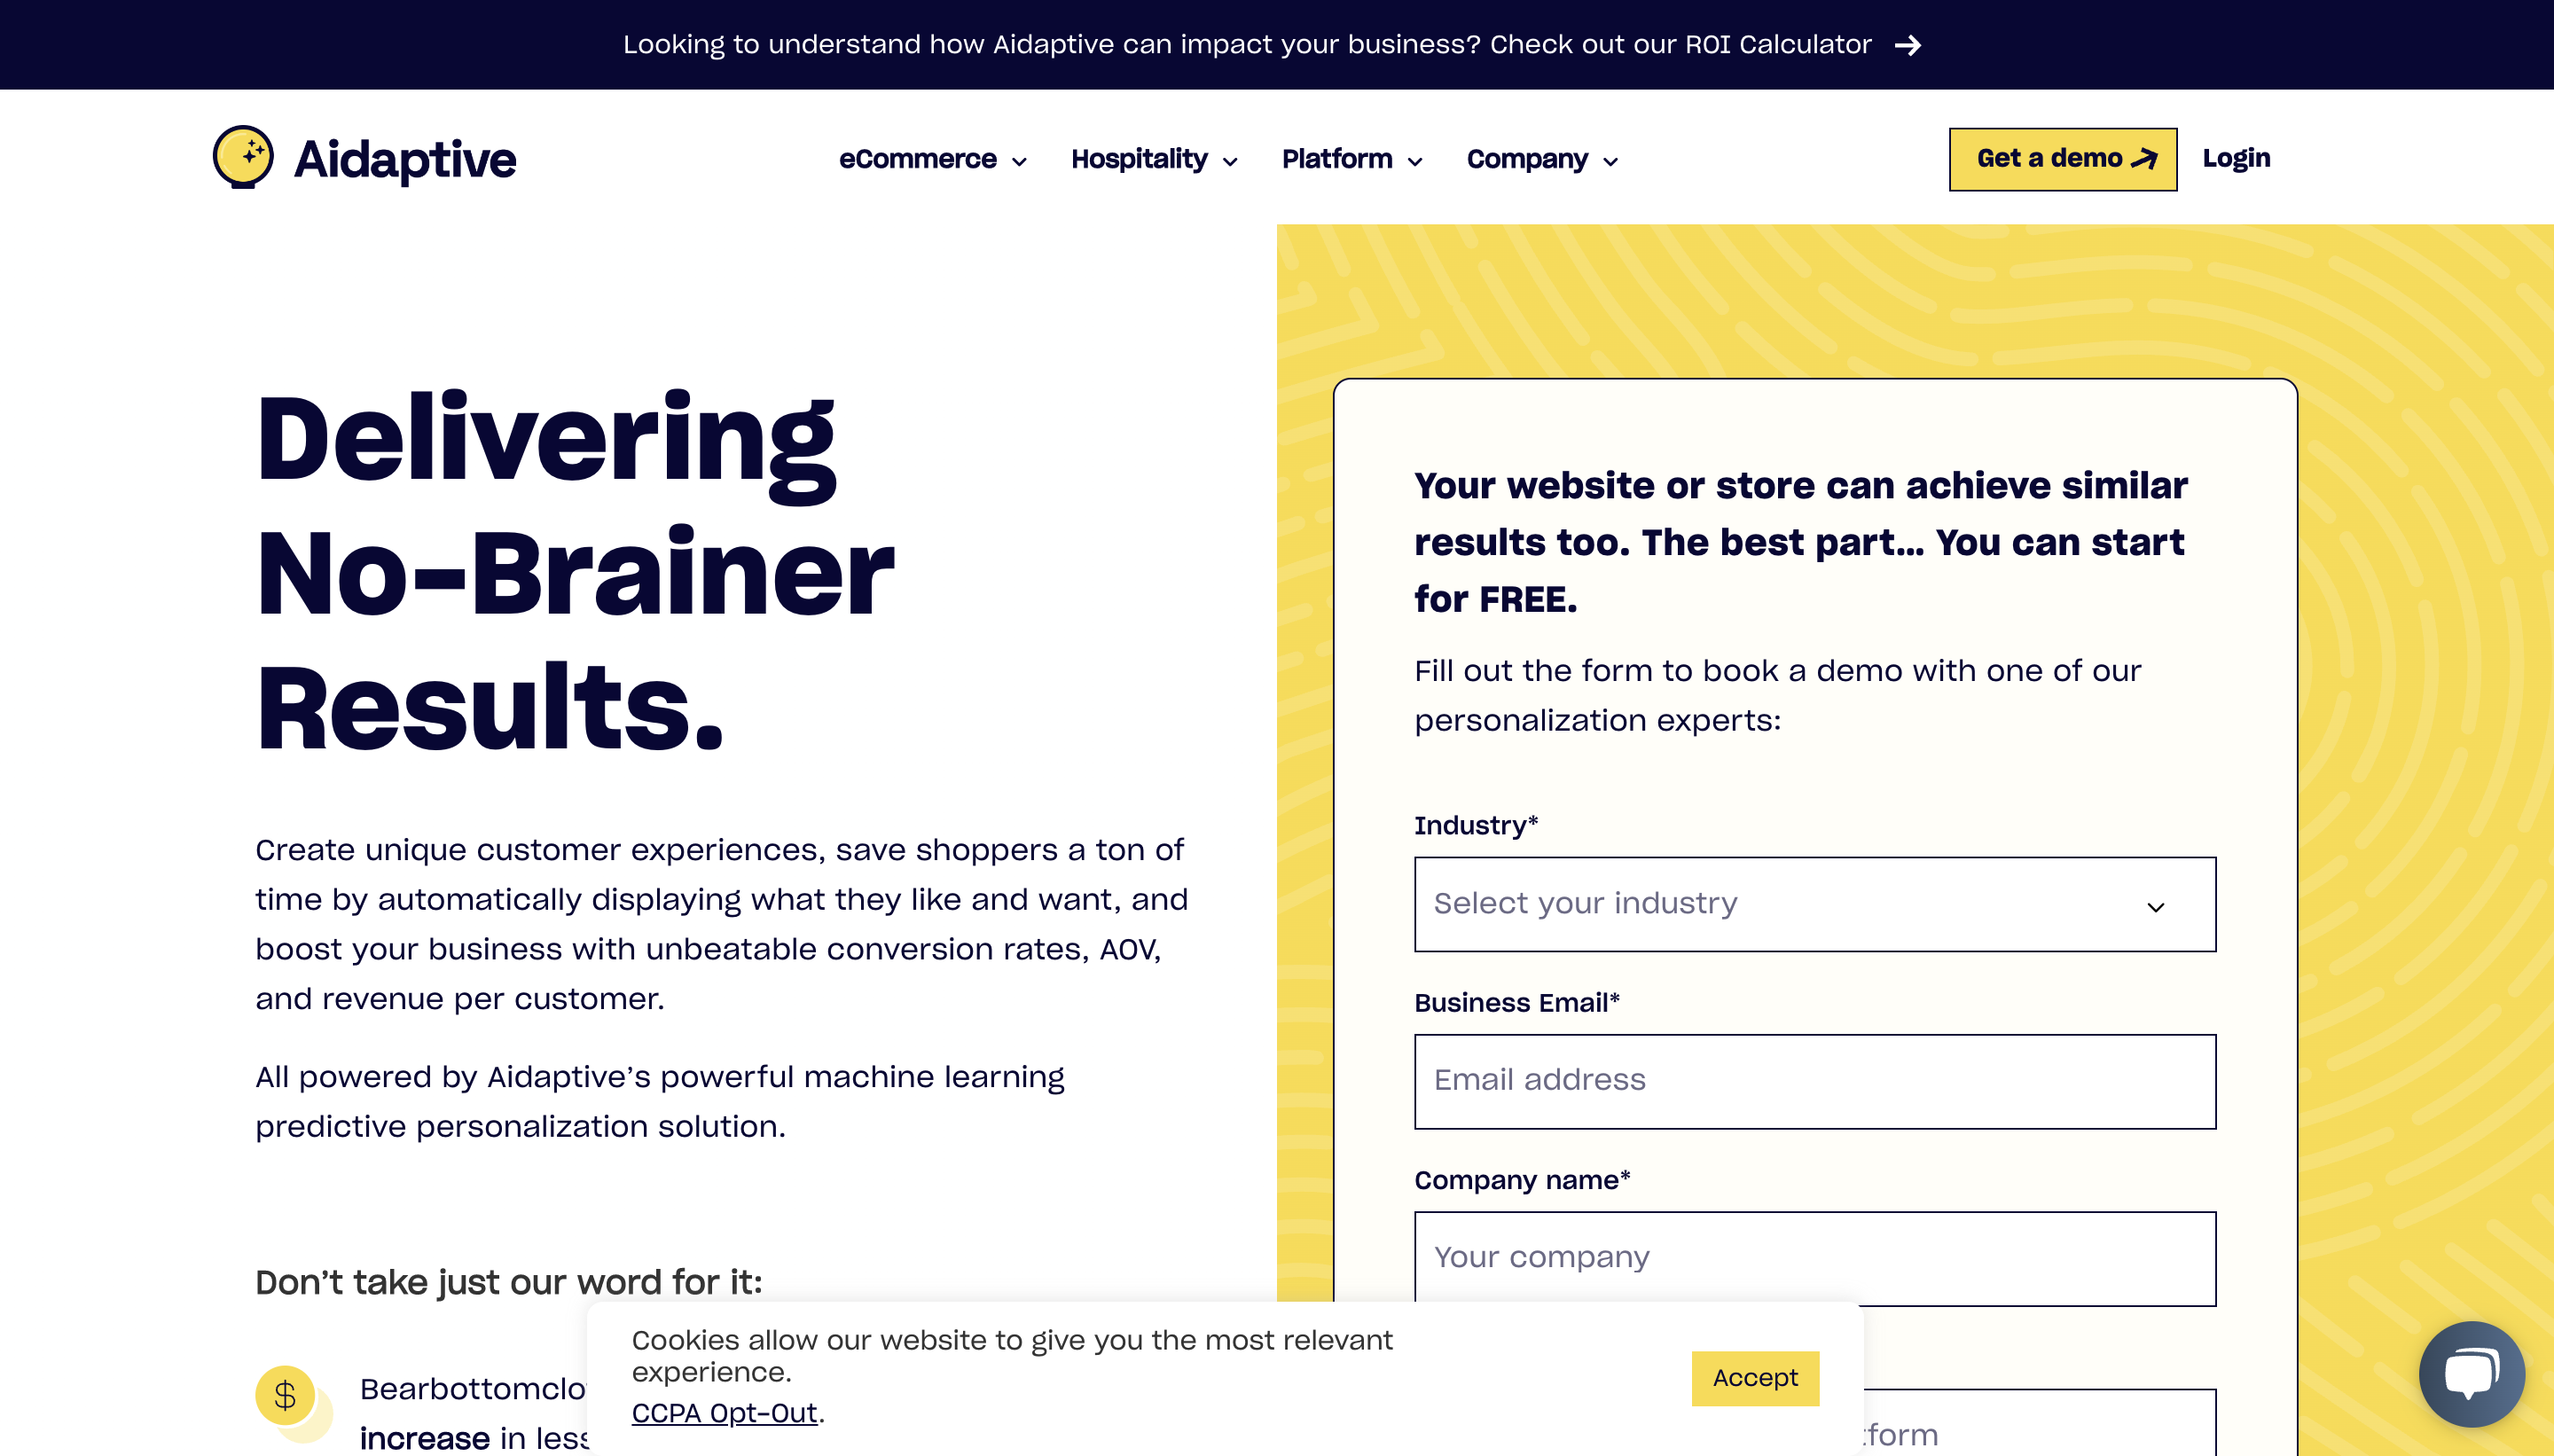 Looking to understand how Aidaptive can impact your business? Check out our ROI Calculator →
Aidaptive
eCommerce
Hospitality
Platform
Company
Get a demo
Login
Delivering
No-Brainer
Results.
Create unique customer experiences, save shoppers a ton of
time by automatically displaying what they like and want, and
boost your business with unbeatable conversion rates, AOV,
and revenue per customer.
All powered by Aidaptive’s powerful machine learning
predictive personalization solution.
Don’t take just our word for it:
$
increase in less
Your website or store can achieve similar
results too. The best part... You can start
for FREE.
Fill out the form to book a demo with one of our
personalization experts:
Industry*
Select your industry
Business Email*
Email address
Company name*
Your company
Cookies allow our website to give you the most relevant
experience.
CCPA Opt-Out.
Accept